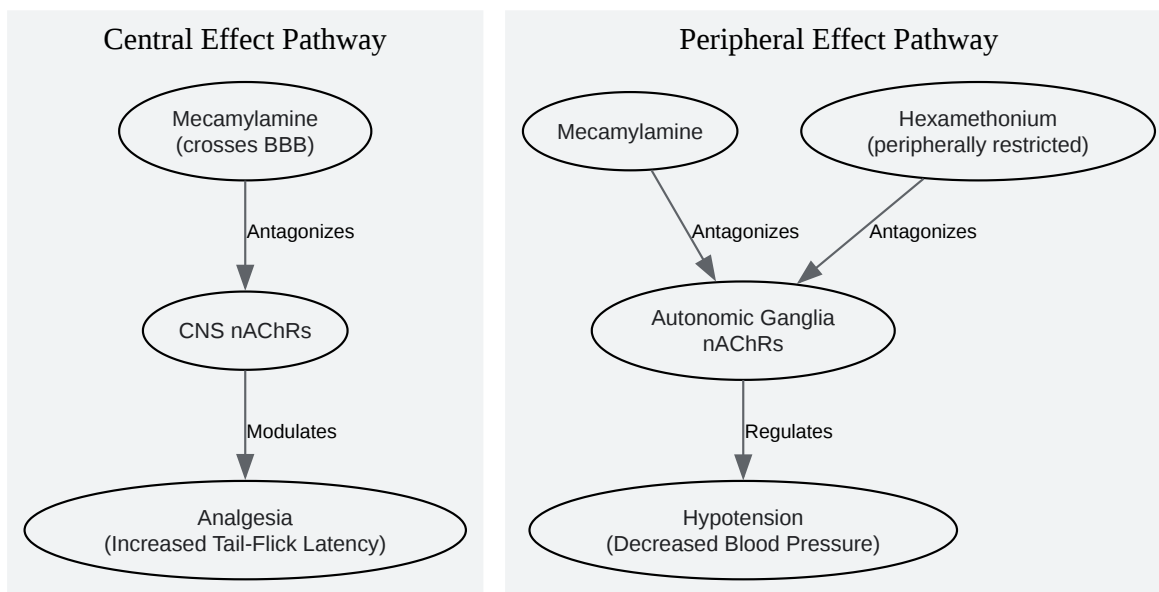 Central Effect Pathway
Mecamylamine
(crosses BBB)
Antagonizes
CNS nAChRs
Modulates
Analgesia
(Increased Tail-Flick Latency)
Peripheral Effect Pathway
Mecamylamine
Hexamethonium
(peripherally restricted)
Antagonizes
Antagonizes
Autonomic Ganglia
nAChRs
Regulates
Hypotension
(Decreased Blood Pressure)